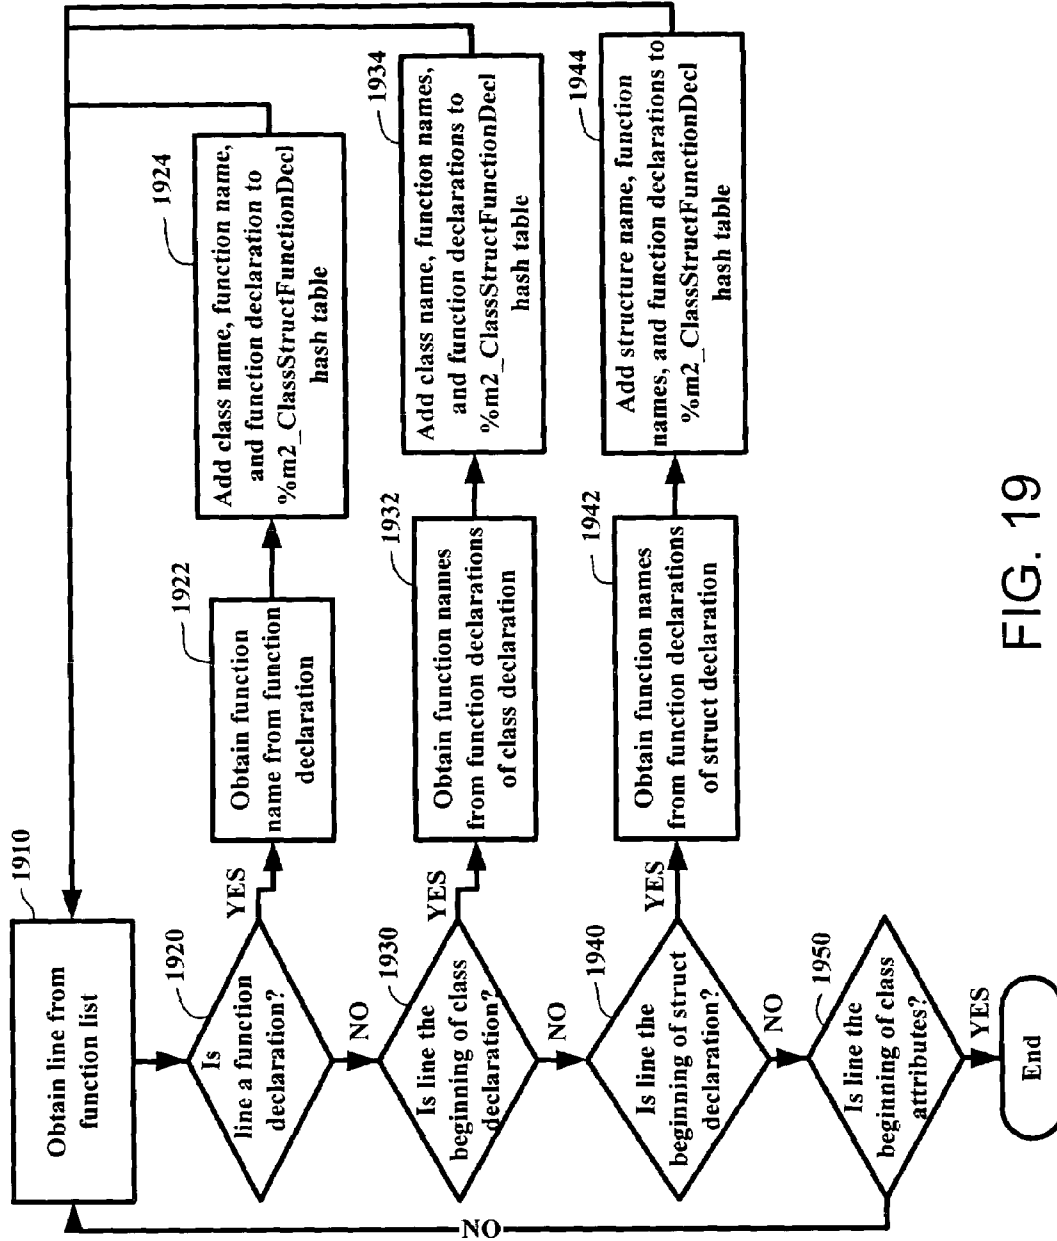 1910
Obtain line from
function list
1920
Is
line a function
declaration?
YES
NO
1922
Obtain function
name from function
declaration
1924
Add class name, function name,
and function declaration to
%m2_ClassStructFunctionDecl
hash table
1930
Is line the
beginning of class
declaration?
YES
NO
1932
Obtain function names
from function declarations
of class declaration
1934
Add class name, function names,
and function declarations to
%m2_ClassStructFunctionDecl
hash table
1940
Is line the
beginning of struct
declaration?
YES
NO
1942
Obtain function names
from function declarations
of struct declaration
1944
Add structure name, function
names, and function declarations to
%m2_ClassStructFunctionDecl
hash table
1950
Is line the
beginning of class
attributes?
NO
YES
End
FIG. 19